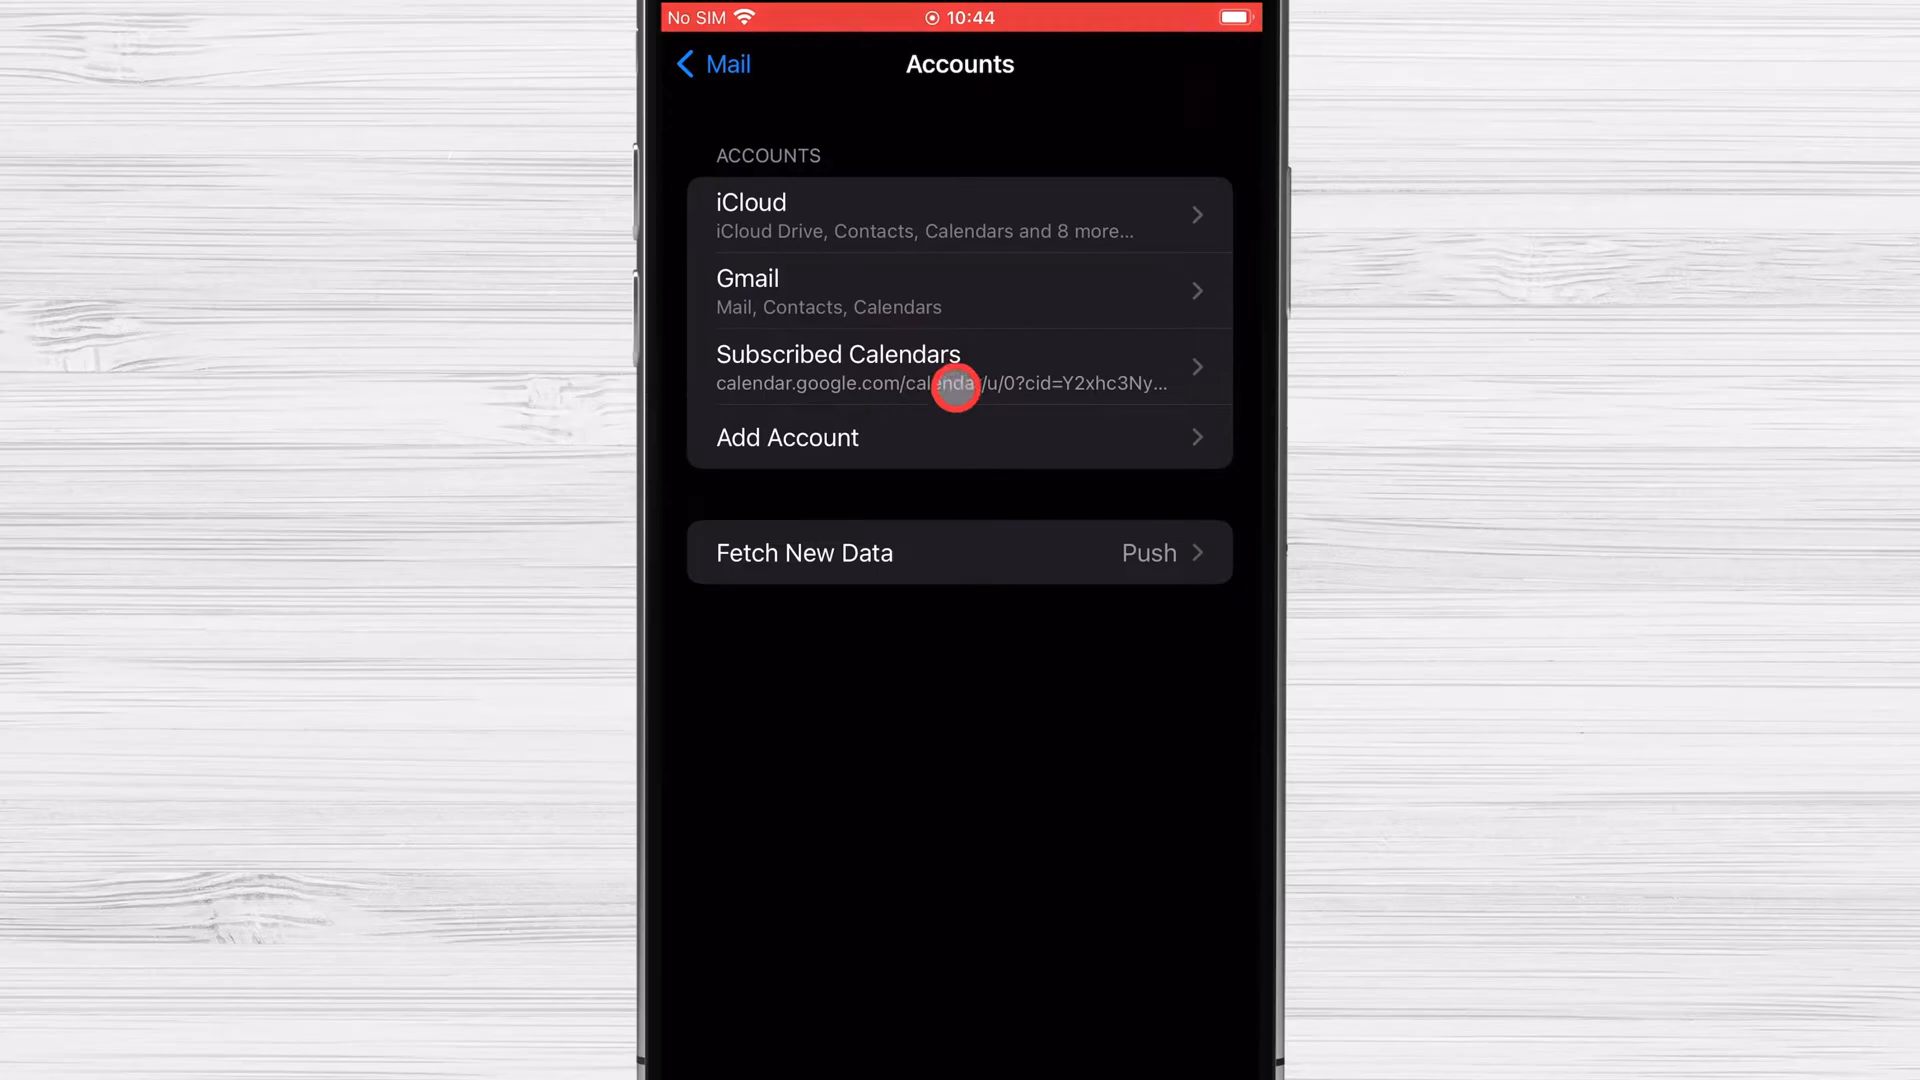 No SIM 10:44
Mail
Accounts
ACCOUNTS
iCloud
iCloud Drive, Contacts, Calendars and 8 more...
Gmail
Mail, Contacts, Calendars
Subscribed Calendars
calendar.google.com/calendar/u/0?cid=Y2xhc3Ny...
Add Account
Fetch New Data Push